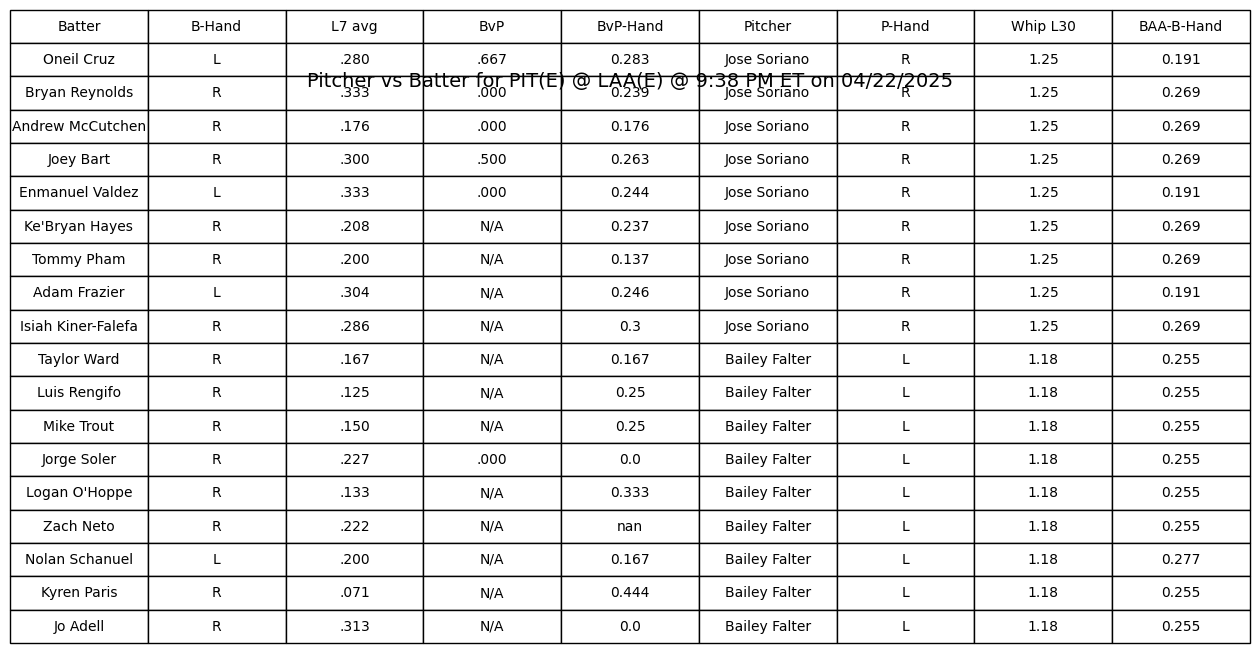 Batter B-Hand L7 avg BvP BvP-Hand Pitcher P-Hand Whip L30 BAA-B-Hand
Oneil Cruz L .280 .667 0.283 Jose Soriano R 1.25 0.191
Pitcher vs Batter for PIT(E) @ LAA(E) @ 9:38 PM ET on 04/22/2025
Bryan Reynolds R .333 .000 0.239 Jose Soriano R 1.25 0.269
Andrew McCutchen R .176 .000 0.176 Jose Soriano R 1.25 0.269
Joey Bart R .300 .500 0.263 Jose Soriano R 1.25 0.269
Enmanuel Valdez L .333 .000 0.244 Jose Soriano R 1.25 0.191
Ke'Bryan Hayes R .208 N/A 0.237 Jose Soriano R 1.25 0.269
Tommy Pham R .200 N/A 0.137 Jose Soriano R 1.25 0.269
Adam Frazier L .304 N/A 0.246 Jose Soriano R 1.25 0.191
Isiah Kiner-Falefa R .286 N/A 0.3 Jose Soriano R 1.25 0.269
Taylor Ward R .167 N/A 0.167 Bailey Falter L 1.18 0.255
Luis Rengifo R .125 N/A 0.25 Bailey Falter L 1.18 0.255
Mike Trout R .150 N/A 0.25 Bailey Falter L 1.18 0.255
Jorge Soler R .227 .000 0.0 Bailey Falter L 1.18 0.255
Logan O'Hoppe R .133 N/A 0.333 Bailey Falter L 1.18 0.255
Zach Neto R .222 N/A nan Bailey Falter L 1.18 0.255
Nolan Schanuel L .200 N/A 0.167 Bailey Falter L 1.18 0.277
Kyren Paris R .071 N/A 0.444 Bailey Falter L 1.18 0.255
Jo Adell R .313 N/A 0.0 Bailey Falter L 1.18 0.255